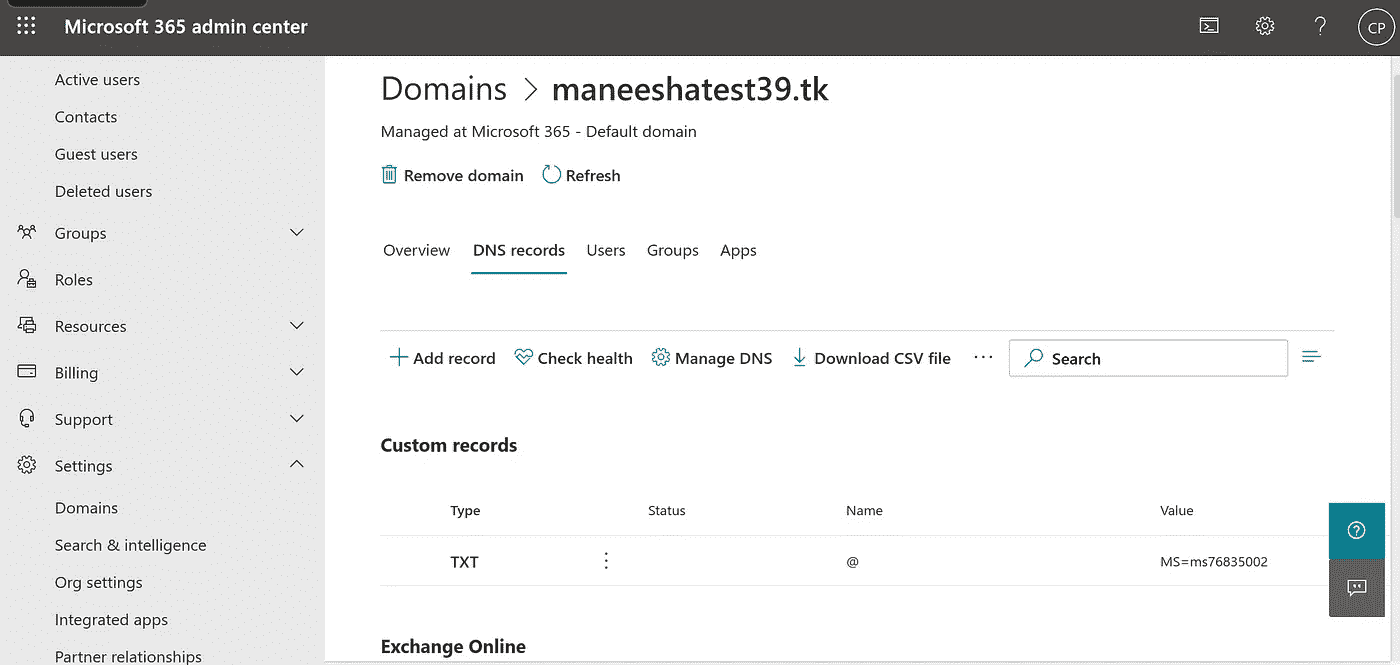 Microsoft 365 admin center
CP
Active users
Contacts
Guest users
Deleted users
Groups
Roles
Resources
Billing
Support
Settings
Domains
Search & intelligence
Org settings
Integrated apps
Partner relationships
Domains > maneeshatest39.tk
Managed at Microsoft 365 - Default domain
Remove domain Refresh
Overview DNS records Users Groups Apps
Add record Check health Manage DNS Download CSV file ··· Search
Custom records
Type Status Name Value
TXT @ MS=ms76835002
Exchange Online